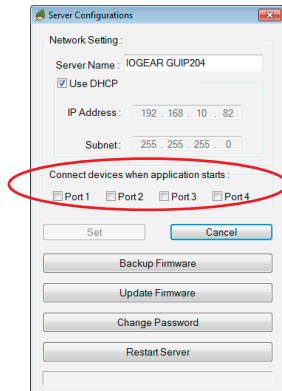 Server Configurations
Network Setting :
Server Name : IOGEAR GUIP204
Use DHCP
IP Address : 192 . 168 . 10 . 82
Subnet : 255 . 255 . 255 . 0
Connect devices when application starts :
Port 1 Port 2 Port 3 Port 4
Set Cancel
Backup Firmware
Update Firmware
Change Password
Restart Server